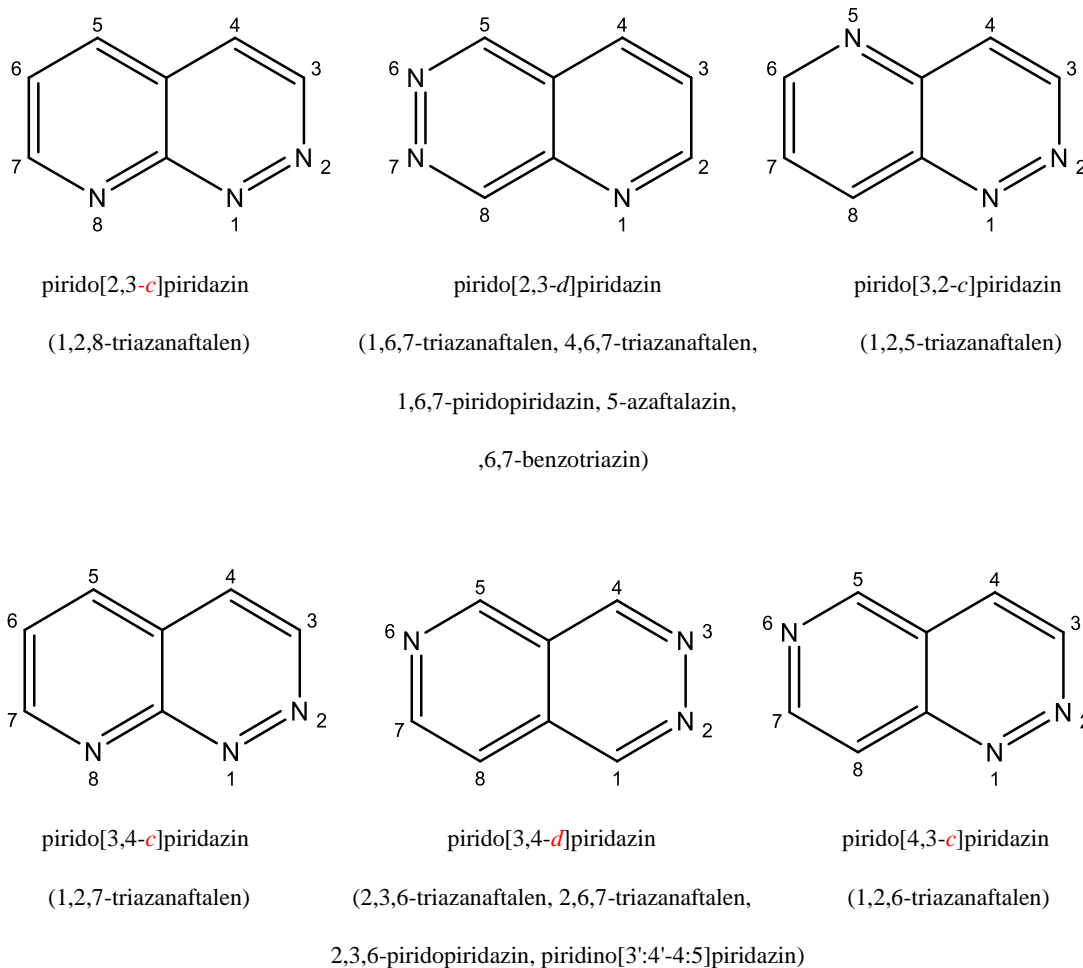 5 4
6 3
7 N N 2
8 N 1
5 4
N 6 3
N 7 2
8 N 1
N 5 4
6 3
7 N 2
8 N 1
pirido[2,3-c]piridazin
(1,2,8-triazanaftalen)
pirido[2,3-d]piridazin
(1,6,7-triazanaftalen, 4,6,7-triazanaftalen,
1,6,7-piridopiridazin, 5-azaftalazin,
,6,7-benzotriazin)
pirido[3,2-c]piridazin
(1,2,5-triazanaftalen)
5 4
6 3
7 N 2
N 8 N 1
5 4
6 N N 3
7 N 2
8 1
5 4
6 N 3
7 N 2
8 N 1
pirido[3,4-c]piridazin
(1,2,7-triazanaftalen)
pirido[3,4-d]piridazin
(2,3,6-triazanaftalen, 2,6,7-triazanaftalen,
2,3,6-piridopiridazin, piridino[3':4'-4:5]piridazin)
pirido[4,3-c]piridazin
(1,2,6-triazanaftalen)